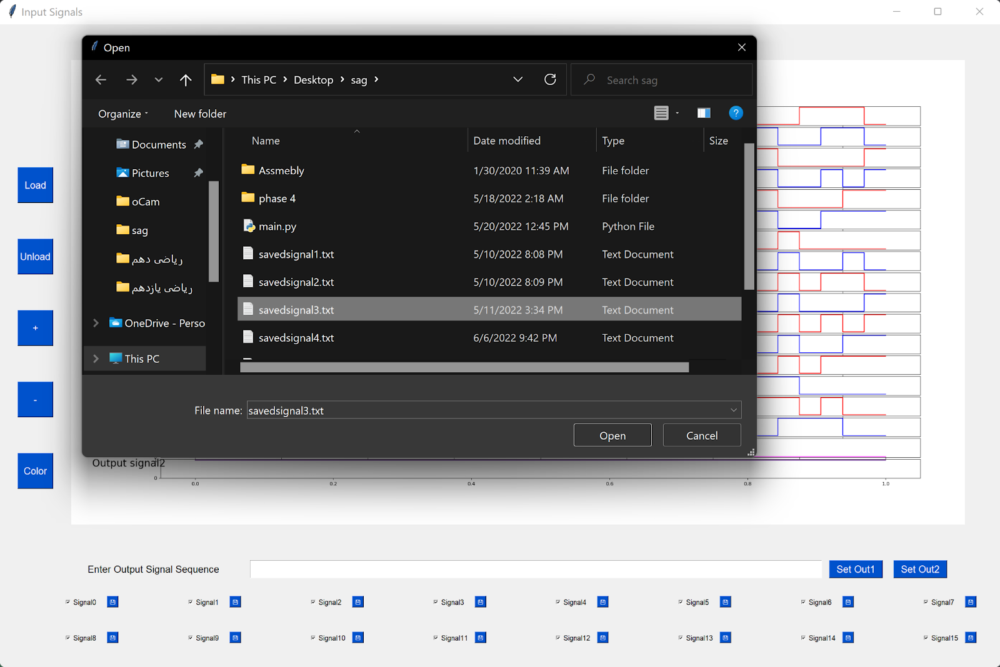 Input Signals
Open
This PC Desktop sag
Search sag
Organize New folder
?
Name Date modified Type Size
Documents
Pictures
oCam
sag
ریاضی دهم
ریاضی یازدهم
OneDrive - Perso
This PC
Assmebly 1/30/2020 11:39 AM File folder
phase 4 5/18/2022 2:18 AM File folder
main.py 5/20/2022 12:45 PM Python File
savedsignal1.txt 5/10/2022 8:08 PM Text Document
savedsignal2.txt 5/10/2022 8:09 PM Text Document
savedsignal3.txt 5/11/2022 3:34 PM Text Document
savedsignal4.txt 6/6/2022 9:42 PM Text Document
File name: savedsignal3.txt
Open Cancel
Load
Unload
+
-
Color
Output signal2
0
0.0 0.2 0.4 0.6 0.8 1.0
Enter Output Signal Sequence Set Out1 Set Out2
Signal0 Signal1 Signal2 Signal3 Signal4 Signal5 Signal6 Signal7
Signal8 Signal9 Signal10 Signal11 Signal12 Signal13 Signal14 Signal15